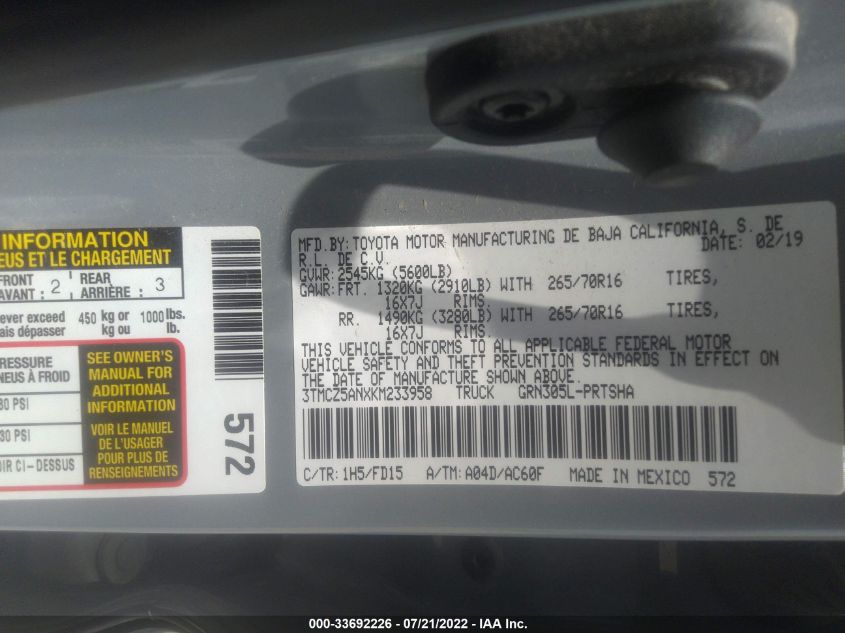 INFORMATION
EUS ET LE CHARGEMENT
FRONT
AVANT : 2
REAR
ARRIÈRE : 3
ever exceed
ais dépasser
450 kg or
kg ou
1000 lbs.
lb.
PRESSURE
NEUS À FROID
30 PSI
30 PSI
DIR CI-DESSUS
SEE OWNER'S
MANUAL FOR
ADDITIONAL
INFORMATION
VOIR LE MANUEL
DE L'USAGER
POUR PLUS DE
RENSEIGNEMENTS
572
MFD.BY: TOYOTA MOTOR MANUFACTURING DE BAJA CALIFORNIA, S. DE
R.L. DE C.V. DATE: 02/19
GVWR: 2545KG (5600LB)
GAWR: FRT. 1320KG (2910LB) WITH 265/70R16 TIRES,
16X7J RIMS.
RR. 1490KG (3280LB) WITH 265/70R16 TIRES,
16X7J RIMS.
THIS VEHICLE CONFORMS TO ALL APPLICABLE FEDERAL MOTOR
VEHICLE SAFETY AND THEFT PREVENTION STANDARDS IN EFFECT ON
THE DATE OF MANUFACTURE SHOWN ABOVE.
3TMCZ5ANXKM233958 TRUCK GRN305L-PRTSHA
C/TR: 1H5/FD15 A/TM: A04D/AC60F MADE IN MEXICO 572
000-33692226 - 07/21/2022 - IAA Inc.